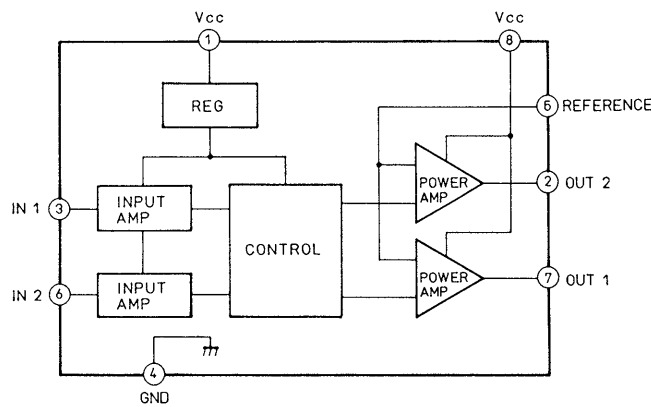 Vcc
Vcc
1
8
REG
5 REFERENCE
POWER AMP
2 OUT 2
IN 1 3
INPUT AMP
CONTROL
POWER AMP
7 OUT 1
IN 2 6
INPUT AMP
4
GND